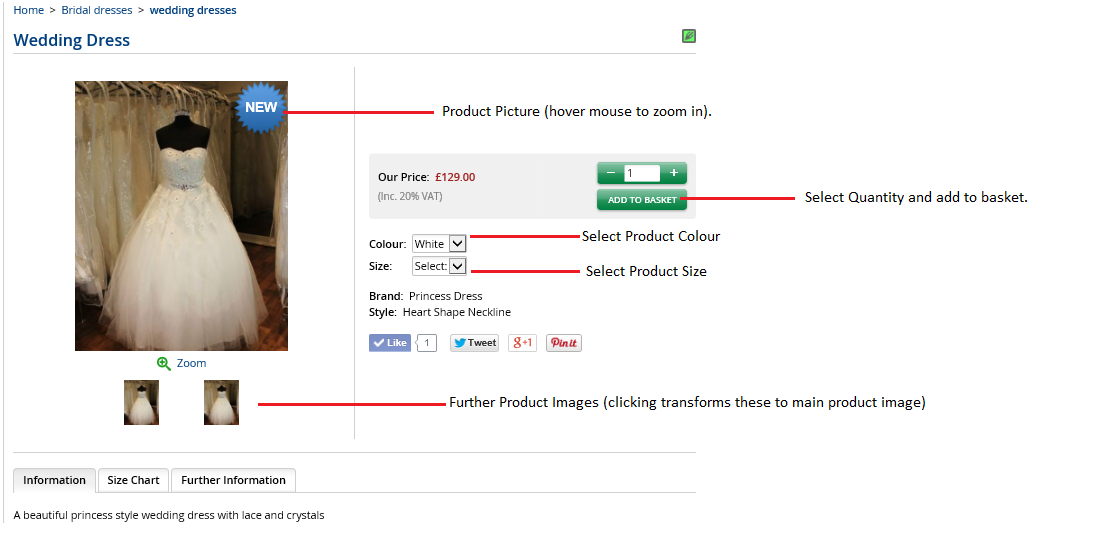 Home > Bridal dresses > wedding dresses
Wedding Dress
NEW
Product Picture (hover mouse to zoom in).
Our Price: £129.00
(Inc. 20% VAT)
− 1 +
ADD TO BASKET
Select Quantity and add to basket.
Colour: White
Select Product Colour
Size: Select:
Select Product Size
Brand: Princess Dress
Style: Heart Shape Neckline
Like 1 Tweet g+1 Pinit
Zoom
Further Product Images (clicking transforms these to main product image)
Information Size Chart Further Information
A beautiful princess style wedding dress with lace and crystals